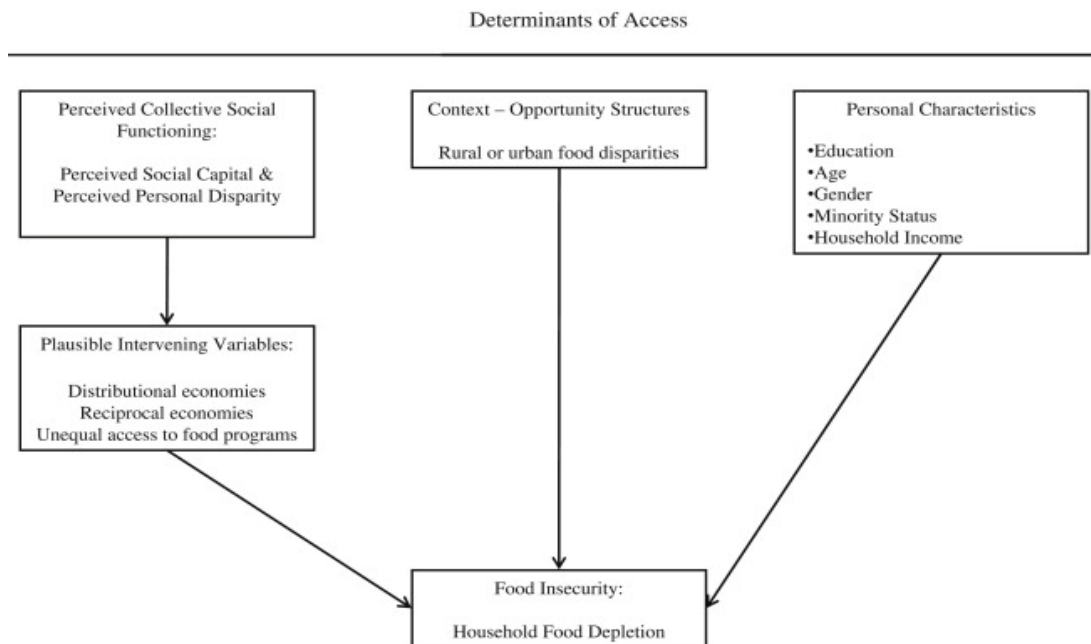 Determinants of Access
Perceived Collective Social
Functioning:
Perceived Social Capital &
Perceived Personal Disparity
Context – Opportunity Structures
Rural or urban food disparities
Personal Characteristics
•Education
•Age
•Gender
•Minority Status
•Household Income
Plausible Intervening Variables:
Distributional economies
Reciprocal economies
Unequal access to food programs
Food Insecurity:
Household Food Depletion